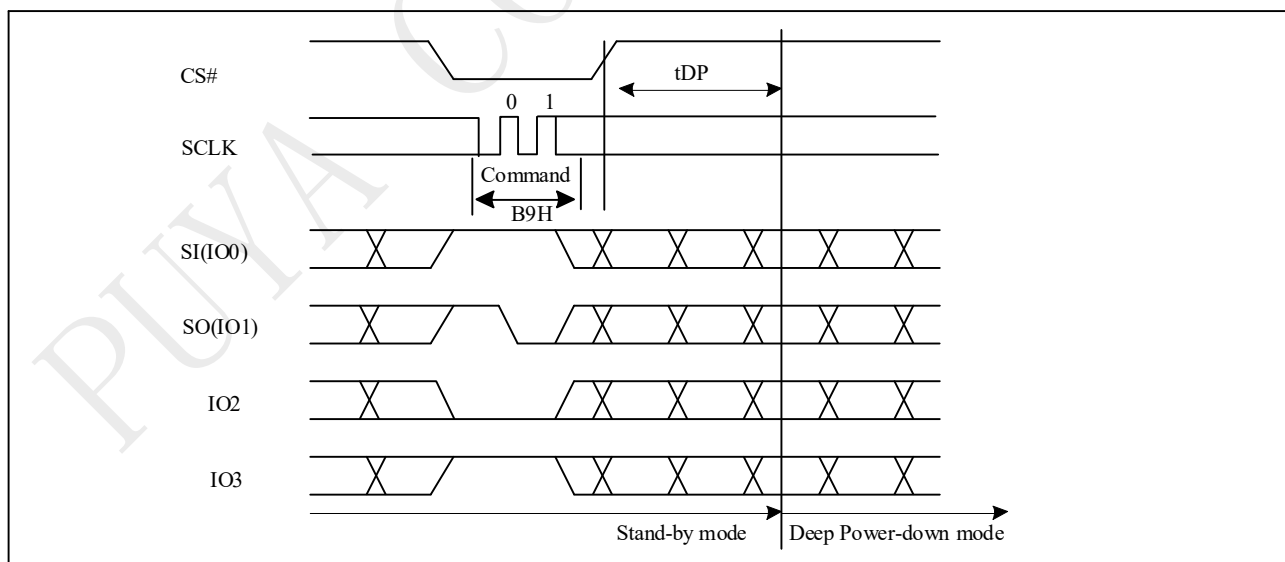 CS#
tDP
0 1
SCLK
Command
B9H
SI(IO0)
SO(IO1)
IO2
IO3
Stand-by mode Deep Power-down mode